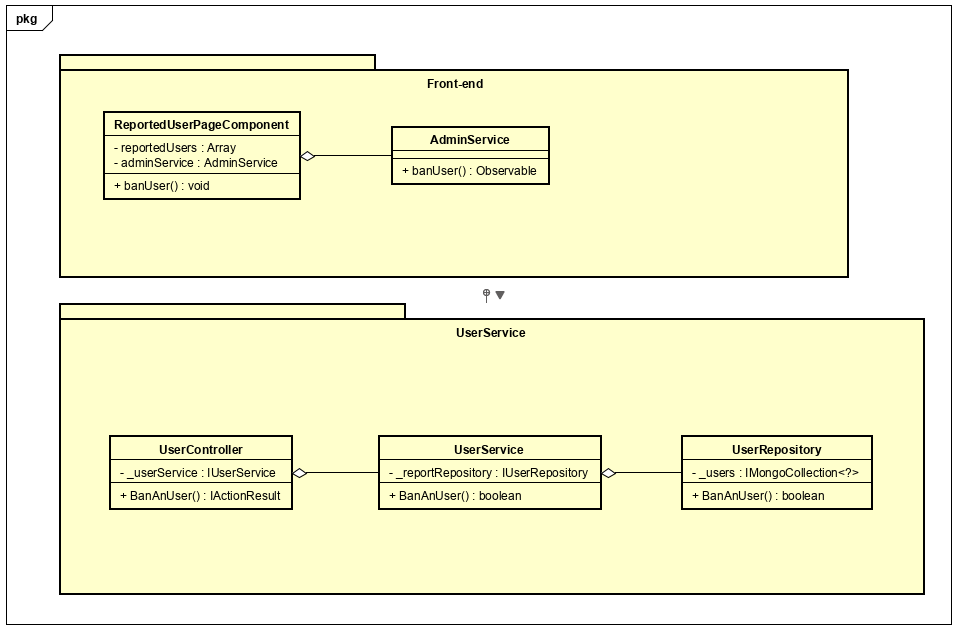 pkg
Front-end
ReportedUserPageComponent
- reportedUsers : Array
- adminService : AdminService
+ banUser() : void
AdminService
+ banUser() : Observable
UserService
UserController
- _userService : IUserService
+ BanAnUser() : IActionResult
UserService
- _reportRepository : IUserRepository
+ BanAnUser() : boolean
UserRepository
- _users : IMongoCollection<?>
+ BanAnUser() : boolean